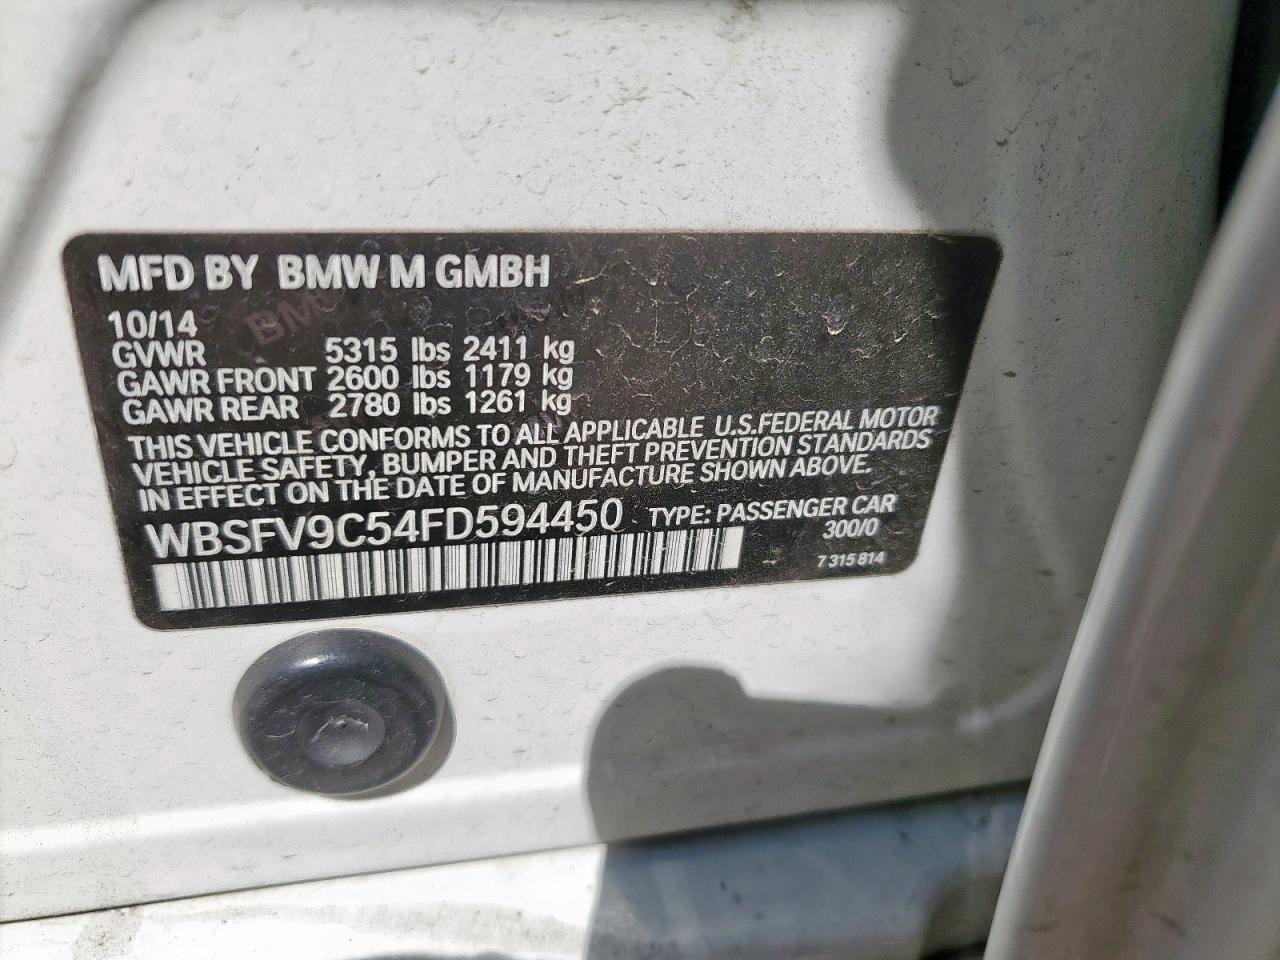 MFD BY BMW M GMBH
10/14
GVWR 5315 lbs 2411 kg
GAWR FRONT 2600 lbs 1179 kg
GAWR REAR 2780 lbs 1261 kg
THIS VEHICLE CONFORMS TO ALL APPLICABLE U.S.FEDERAL MOTOR
VEHICLE SAFETY, BUMPER AND THEFT PREVENTION STANDARDS
IN EFFECT ON THE DATE OF MANUFACTURE SHOWN ABOVE.
WBSFV9C54FD594450 TYPE: PASSENGER CAR
300/0
7 315 814